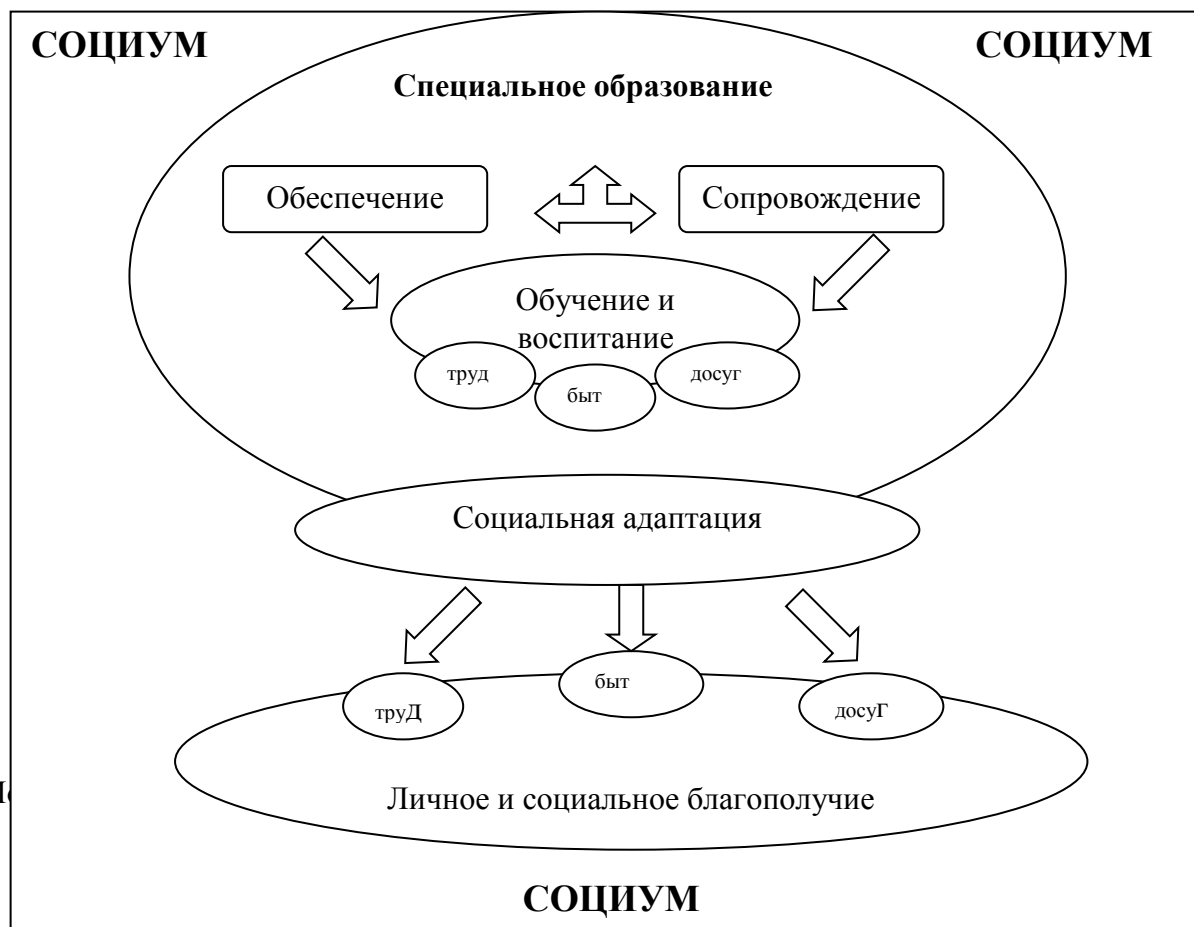 СОЦИУМ
СОЦИУМ
Специальное образование
Обеспечение
Сопровождение
Обучение и
воспитание
труд
быт
досуг
Социальная адаптация
труД
быт
досуГ
Личное и социальное благополучие
СОЦИУМ